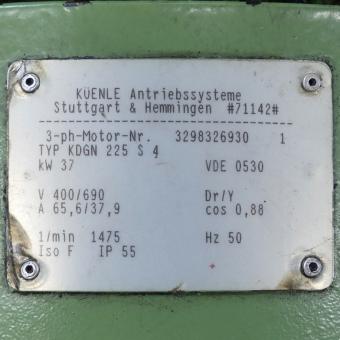 KUENLE Antriebssysteme
Stuttgart & Hemmingen #71142#
3-ph-Motor-Nr. 3298326930 1
TYP KDGN 225 S 4
kW 37 VDE 0530
V 400/690 Dr/Y
A 65,6/37,9 cos 0,88
1/min 1475 Hz 50
Iso F IP 55